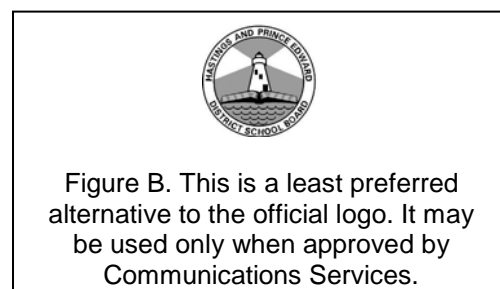 HASTINGS AND PRINCE EDWARD
DISTRICT SCHOOL BOARD
Figure B. This is a least preferred
alternative to the official logo. It may
be used only when approved by
Communications Services.